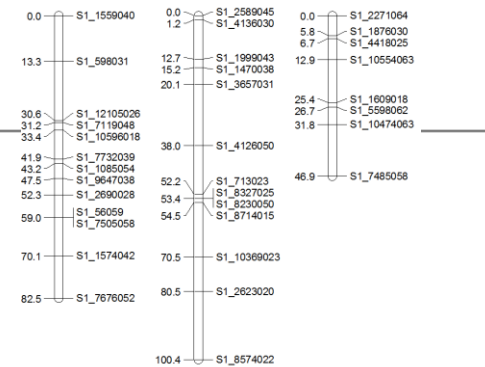 0.0 S1_1559040
13.3 S1_598031
30.6 S1_12105026
31.2 S1_7119048
33.4 S1_10596018
41.9 S1_7732039
43.2 S1_1085054
47.5 S1_9647038
52.3 S1_2690028
59.0 S1_56059
S1_7505058
70.1 S1_1574042
82.5 S1_7676052
0.0 S1_2589045
1.2 S1_4136030
12.7 S1_1999043
15.2 S1_1470038
20.1 S1_3657031
38.0 S1_4126050
52.2 S1_713023
53.4 S1_8327025
S1_8230050
54.5 S1_8714015
70.5 S1_10369023
80.5 S1_2623020
100.4 S1_8574022
0.0 S1_2271064
5.8 S1_1876030
6.7 S1_4418025
12.9 S1_10554063
25.4 S1_1609018
26.7 S1_5598062
31.8 S1_10474063
46.9 S1_7485058